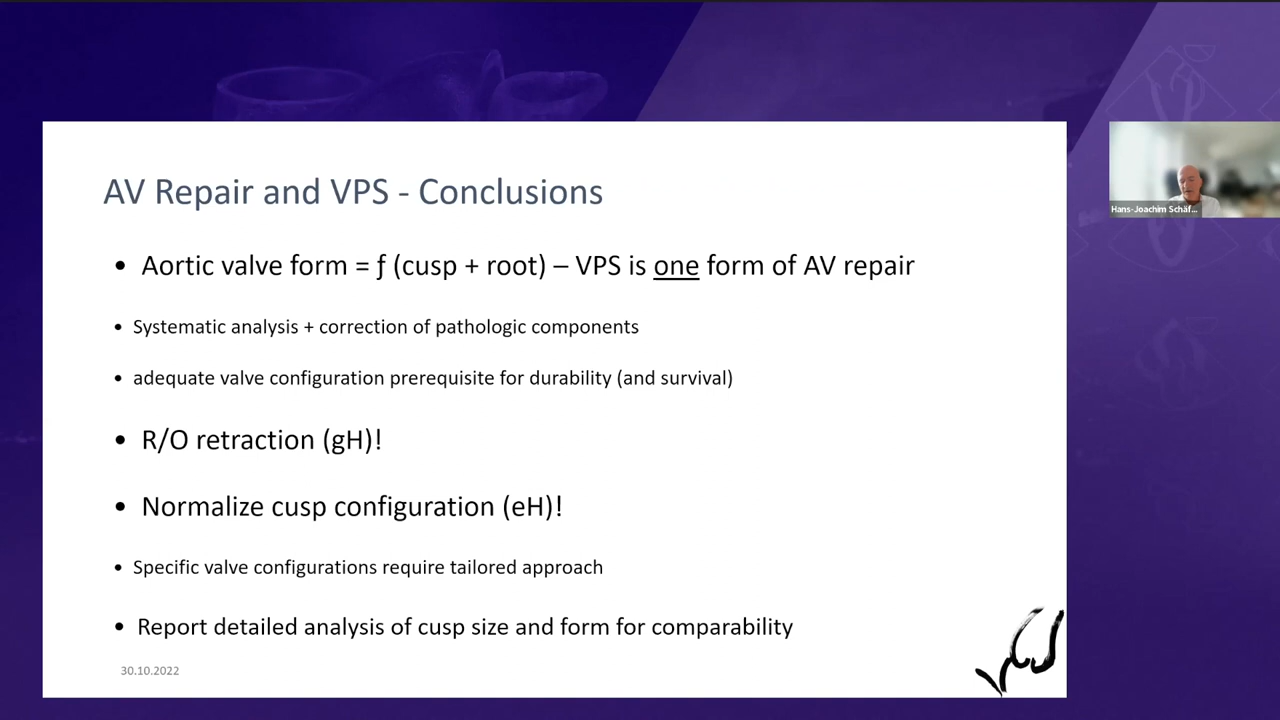 AV Repair and VPS - Conclusions
• Aortic valve form = ƒ (cusp + root) – VPS is one form of AV repair
• Systematic analysis + correction of pathologic components
• adequate valve configuration prerequisite for durability (and survival)
• R/O retraction (gH)!
• Normalize cusp configuration (eH)!
• Specific valve configurations require tailored approach
• Report detailed analysis of cusp size and form for comparability
30.10.2022
Hans-Joachim Schäf...